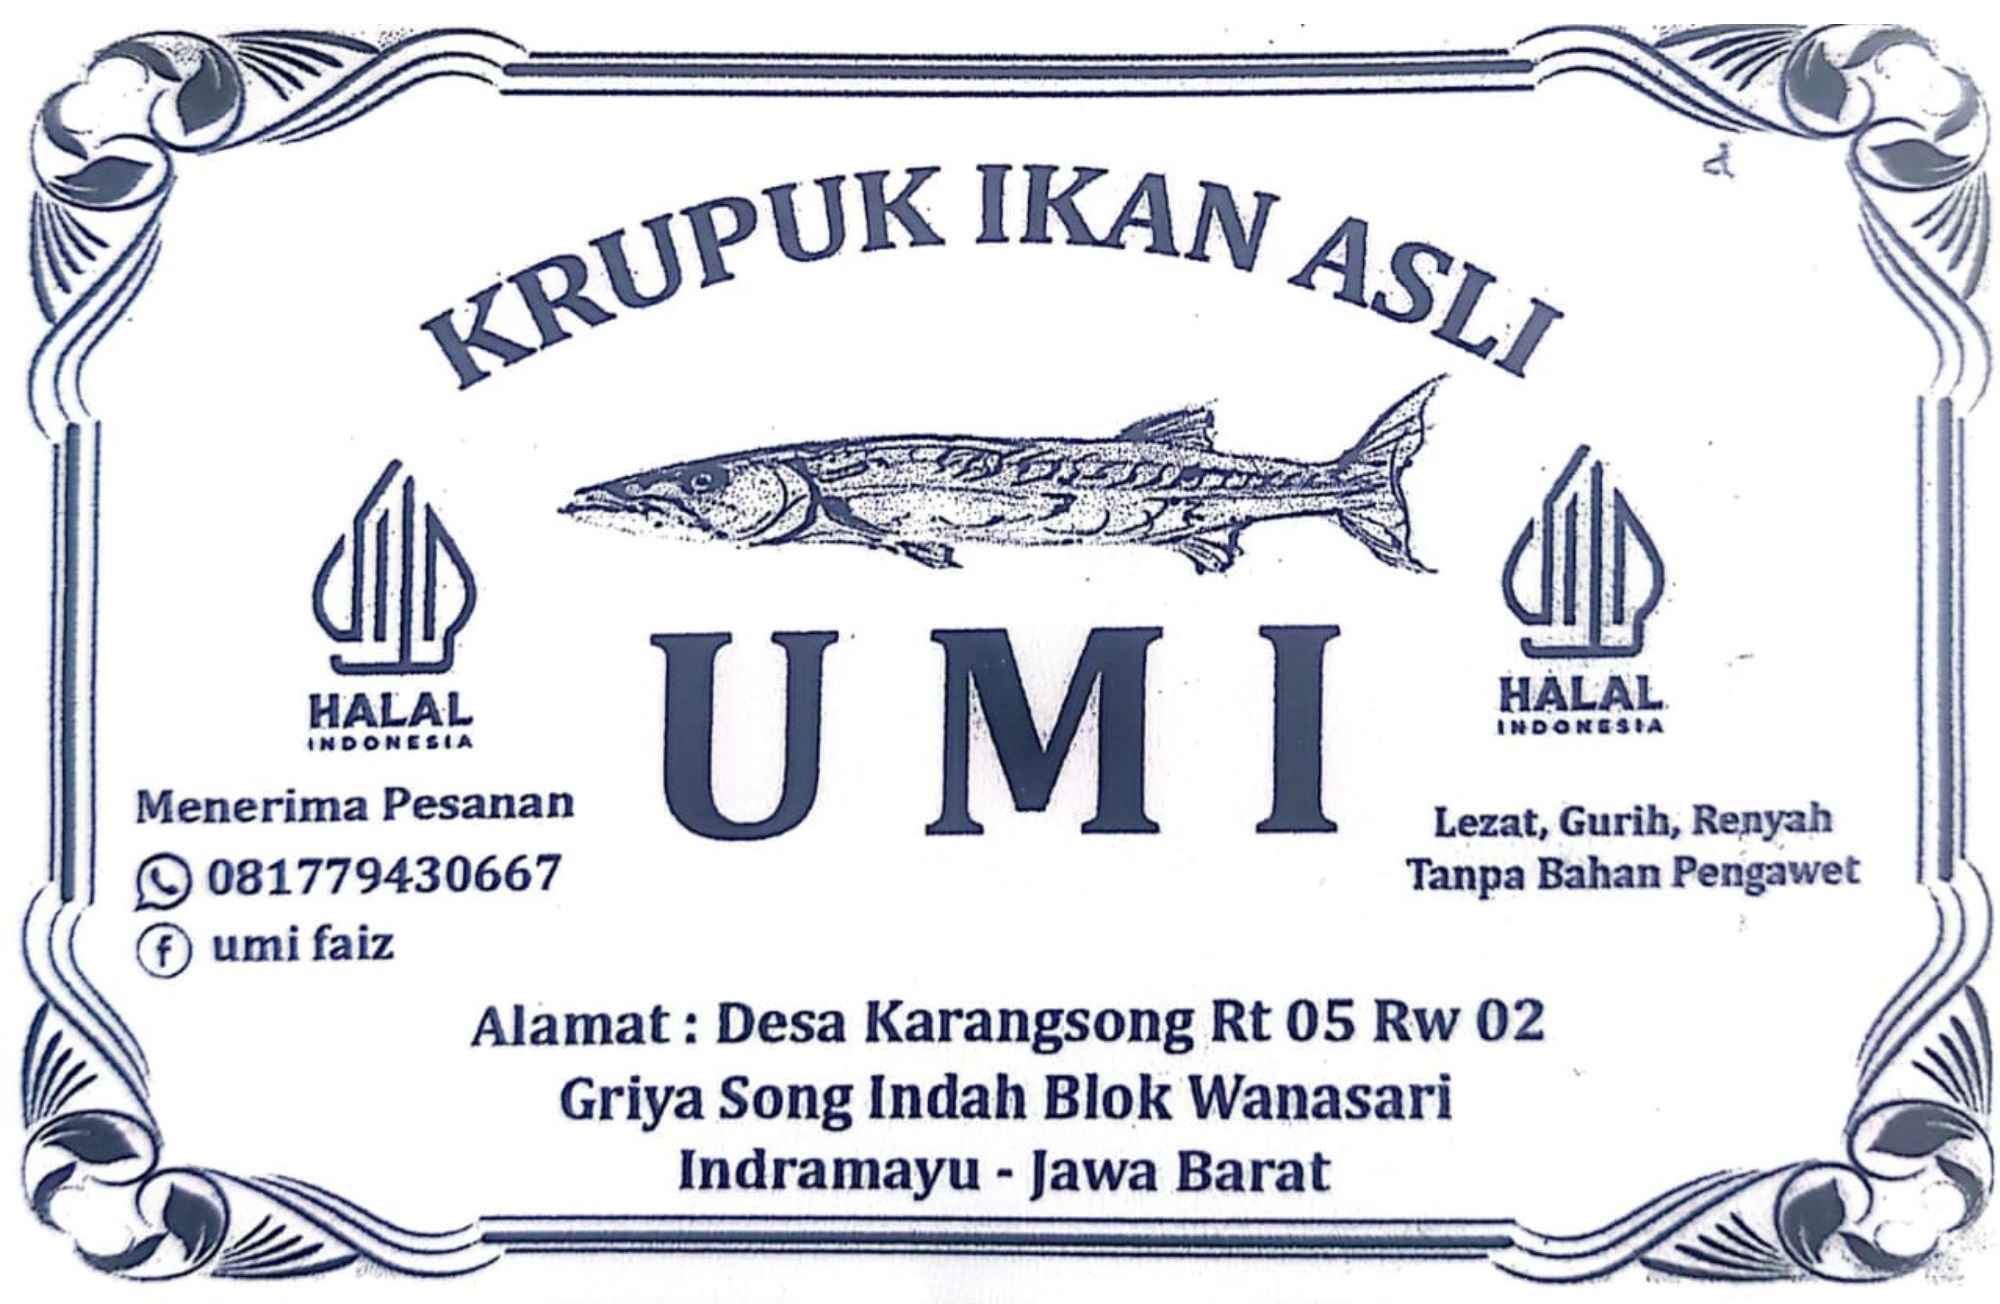 KRUPUK IKAN ASLI
HALAL
INDONESIA
HALAL
INDONESIA
UMI
Menerima Pesanan
081779430667
umi faiz
Lezat, Gurih, Renyah
Tanpa Bahan Pengawet
Alamat : Desa Karangsong Rt 05 Rw 02
Griya Song Indah Blok Wanasari
Indramayu - Jawa Barat